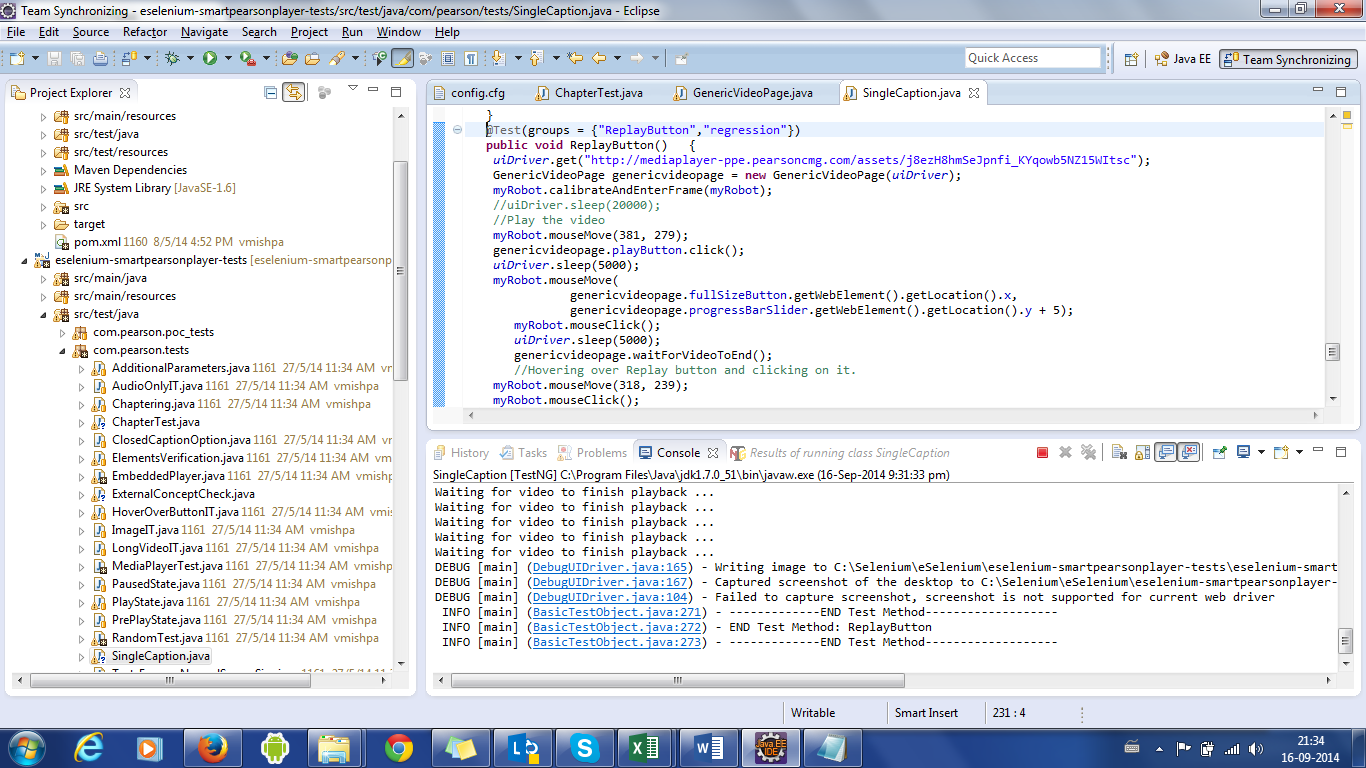 Team Synchronizing - eselenium-smartpearsonplayer-tests/src/test/java/com/pearson/tests/SingleCaption.java - Eclipse
File Edit Source Refactor Navigate Search Project Run Window Help
Quick Access
Java EE
Team Synchronizing
Project Explorer
src/main/resources
src/test/java
src/test/resources
Maven Dependencies
JRE System Library [JavaSE-1.6]
src
target
pom.xml 1160 8/5/14 4:52 PM vmishpa
eselenium-smartpearsonplayer-tests [eselenium-smartpearsonp
src/main/java
src/main/resources
src/test/java
com.pearson.poc_tests
com.pearson.tests
AdditionalParameters.java 1161 27/5/14 11:34 AM vr
AudioOnlyIT.java 1161 27/5/14 11:34 AM vmishpa
Chaptering.java 1161 27/5/14 11:34 AM vmishpa
ChapterTest.java
ClosedCaptionOption.java 1161 27/5/14 11:34 AM vr
ElementsVerification.java 1161 27/5/14 11:34 AM vmi
EmbeddedPlayer.java 1161 27/5/14 11:34 AM vmishp
ExternalConceptCheck.java
HoverOverButtonIT.java 1161 27/5/14 11:34 AM vmis
ImageIT.java 1161 27/5/14 11:34 AM vmishpa
LongVideoIT.java 1161 27/5/14 11:34 AM vmishpa
MediaPlayerTest.java 1161 27/5/14 11:34 AM vmishpa
PausedState.java 1161 27/5/14 11:34 AM vmishpa
PlayState.java 1161 27/5/14 11:34 AM vmishpa
PrePlayState.java 1161 27/5/14 11:34 AM vmishpa
RandomTest.java 1161 27/5/14 11:34 AM vmishpa
SingleCaption.java
config.cfg
ChapterTest.java
GenericVideoPage.java
SingleCaption.java
}
@Test(groups = {"ReplayButton","regression"})
public void ReplayButton() {
uiDriver.get("http://mediaplayer-ppe.pearsoncmg.com/assets/j8ezH8hmSeJpnfi_KYqowb5NZ15WItsc");
GenericVideoPage genericvideopage = new GenericVideoPage(uiDriver);
myRobot.calibrateAndEnterFrame(myRobot);
//uiDriver.sleep(20000);
//Play the video
myRobot.mouseMove(381, 279);
genericvideopage.playButton.click();
uiDriver.sleep(5000);
myRobot.mouseMove(
genericvideopage.fullSizeButton.getWebElement().getLocation().x,
genericvideopage.progressBarSlider.getWebElement().getLocation().y + 5);
myRobot.mouseClick();
uiDriver.sleep(5000);
genericvideopage.waitForVideoToEnd();
//Hovering over Replay button and clicking on it.
myRobot.mouseMove(318, 239);
myRobot.mouseClick();
History
Tasks
Problems
Console
Results of running class SingleCaption
SingleCaption [TestNG] C:\Program Files\Java\jdk1.7.0_51\bin\javaw.exe (16-Sep-2014 9:31:33 pm)
Waiting for video to finish playback ...
Waiting for video to finish playback ...
Waiting for video to finish playback ...
Waiting for video to finish playback ...
Waiting for video to finish playback ...
DEBUG [main] (DebugUIDriver.java:165) - Writing image to C:\Selenium\eSelenium\eselenium-smartpearsonplayer-tests\eselenium-smart
DEBUG [main] (DebugUIDriver.java:167) - Captured screenshot of the desktop to C:\Selenium\eSelenium\eselenium-smartpearsonplayer-
DEBUG [main] (DebugUIDriver.java:104) - Failed to capture screenshot, screenshot is not supported for current web driver
INFO [main] (BasicTestObject.java:271) - -------------END Test Method-------------------
INFO [main] (BasicTestObject.java:272) - END Test Method: ReplayButton
INFO [main] (BasicTestObject.java:273) - -------------END Test Method-------------------
Writable
Smart Insert
231 : 4
Java EE IDE
21:34
16-09-2014